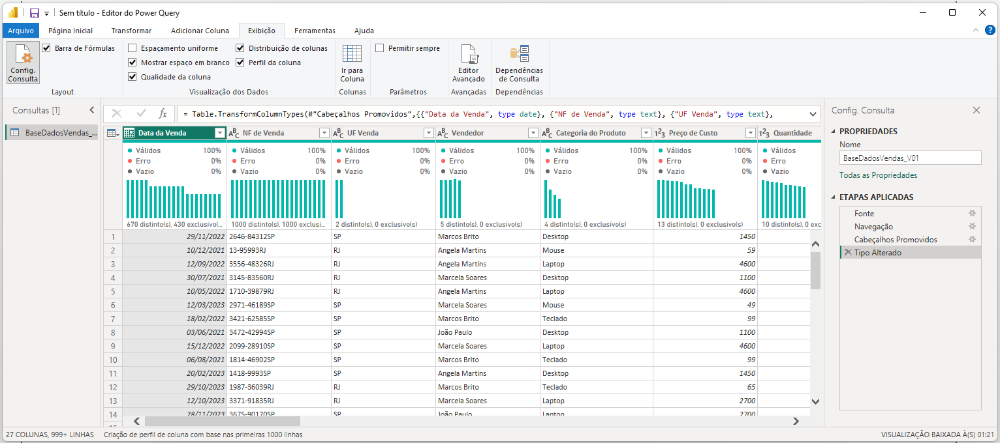 Sem título - Editor do Power Query
Arquivo Página Inicial Transformar Adicionar Coluna Exibição Ferramentas Ajuda
Config. Consulta
Barra de Fórmulas
Layout
Espaçamento uniforme
Mostrar espaço em branco
Qualidade da coluna
Distribuição de colunas
Perfil da coluna
Visualização dos Dados
Ir para Coluna
Colunas
Permitir sempre
Parâmetros
Editor Avançado
Avançadas
Dependências de Consulta
Dependências
Consultas [1]
BaseDadosVendas_...
fx
= Table.TransformColumnTypes(#"Cabeçalhos Promovidos",{{"Data da Venda", type date}, {"NF de Venda", type text}, {"UF Venda", type text},
Data da Venda ABC NF de Venda ABC UF Venda ABC Vendedor ABC Categoria do Produto 123 Preço de Custo 123 Quantidade
Válidos 100% Válidos 100% Válidos 100% Válidos 100% Válidos 100% Válidos 100% Válidos
Erro 0% Erro 0% Erro 0% Erro 0% Erro 0% Erro 0% Erro
Vazio 0% Vazio 0% Vazio 0% Vazio 0% Vazio 0% Vazio 0% Vazio
670 distinto(s), 430 exclusivo(... 1000 distinto(s), 1000 exclusi... 2 distinto(s), 0 exclusivo(s) 5 distinto(s), 0 exclusivo(s) 4 distinto(s), 0 exclusivo(s) 13 distinto(s), 0 exclusivo(s) 10 distinto(s), 0 exc
1 29/11/2022 2646-84312SP SP Marcos Brito Desktop 1450
2 10/12/2021 13-95993RJ RJ Angela Martins Mouse 59
3 12/09/2022 3556-48326RJ RJ Angela Martins Laptop 4600
4 30/07/2021 3145-83560RJ RJ Marcela Soares Desktop 1100
5 10/05/2022 1710-39879RJ RJ Angela Martins Laptop 4600
6 12/03/2023 2971-46189SP SP Marcela Soares Mouse 49
7 18/02/2022 3421-62585SP SP Marcos Brito Teclado 99
8 03/06/2021 3472-42994SP SP João Paulo Desktop 1100
9 15/12/2022 2099-28910SP SP Marcela Soares Laptop 4600
10 06/08/2021 1814-46902SP SP Marcos Brito Teclado 99
11 20/02/2023 1418-9993SP SP Angela Martins Desktop 1450
12 29/10/2023 1987-36039RJ RJ Marcos Brito Teclado 65
13 12/10/2023 3371-91835RJ RJ Marcela Soares Laptop 2700
14 28/11/2023 3675-90170SP SP João Paulo Laptop 2700
Config. Consulta
PROPRIEDADES
Nome
BaseDadosVendas_V01
Todas as Propriedades
ETAPAS APLICADAS
Fonte
Navegação
Cabeçalhos Promovidos
Tipo Alterado
27 COLUNAS, 999+ LINHAS Criação de perfil de coluna com base nas primeiras 1000 linhas VISUALIZAÇÃO BAIXADA À(S) 01:21